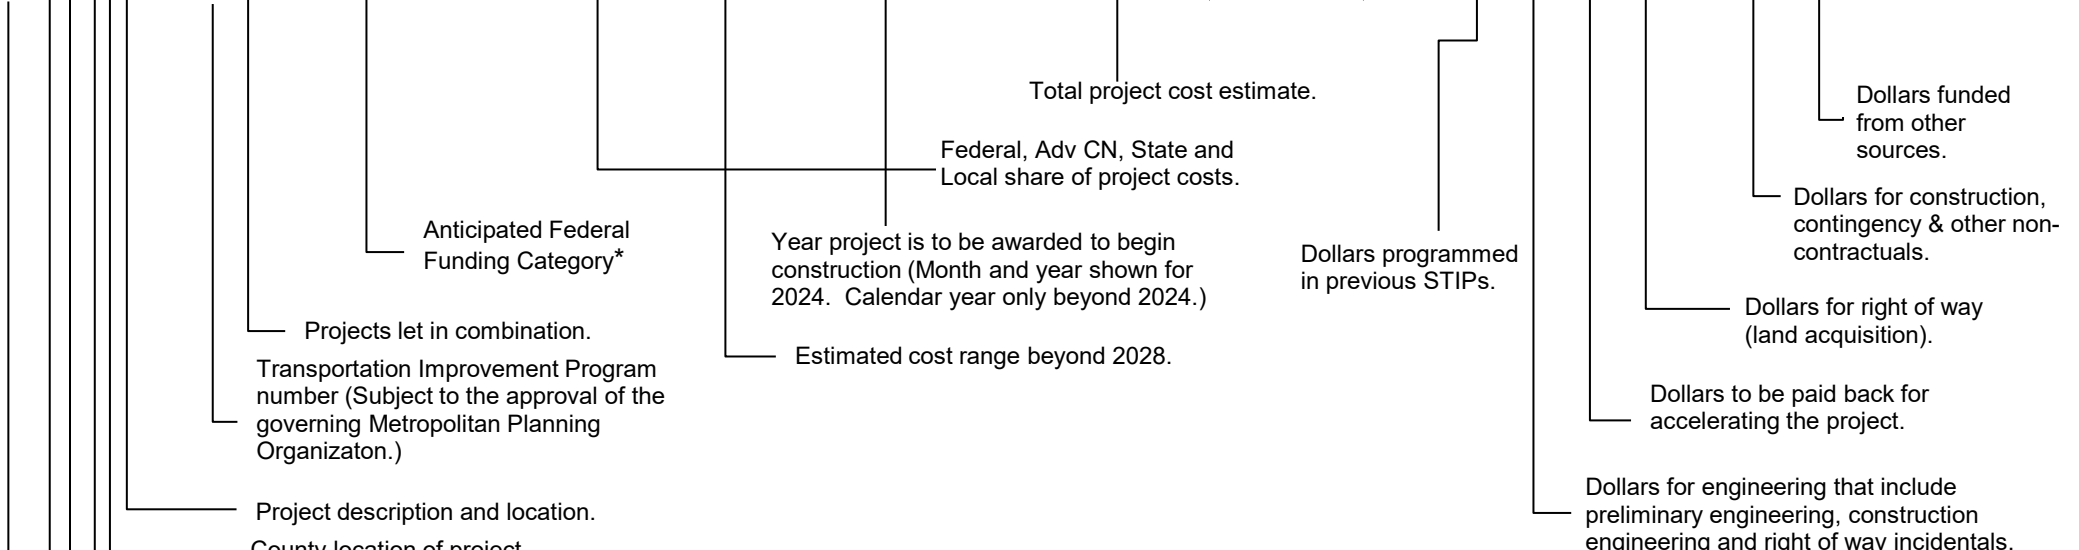 Total project cost estimate.
Dollars funded
from other
sources.
Federal, Adv CN, State and
Local share of project costs.
Dollars for construction,
contingency & other non-
contractuals.
Anticipated Federal
Funding Category*
Year project is to be awarded to begin
construction (Month and year shown for
2024.  Calendar year only beyond 2024.)
Dollars programmed
in previous STIPs.
Dollars for right of way
(land acquisition).
Projects let in combination.
Estimated cost range beyond 2028.
Transportation Improvement Program
number (Subject to the approval of the
governing Metropolitan Planning
Organizaton.)
Dollars to be paid back for
accelerating the project.
Project description and location.
Dollars for engineering that include
preliminary engineering, construction
engineering and right of way incidentals.
County location of project